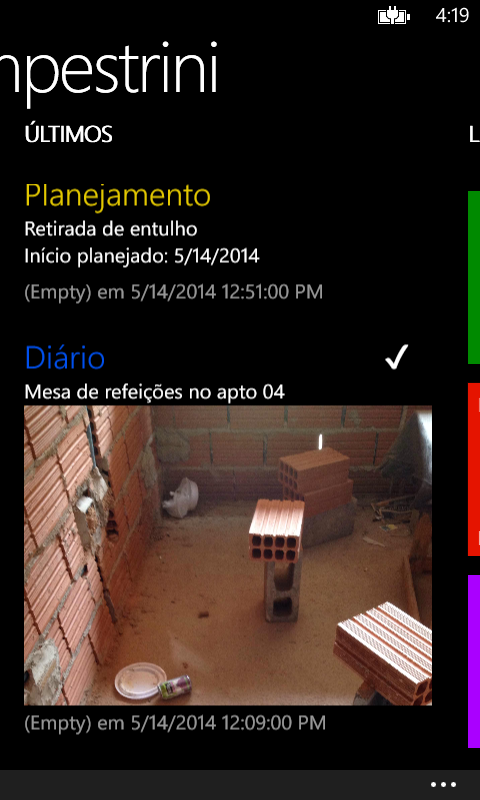 4:19
mpestrini
ÚLTIMOS
L
Planejamento
Retirada de entulho
Início planejado: 5/14/2014
(Empty) em 5/14/2014 12:51:00 PM
Diário
Mesa de refeições no apto 04
(Empty) em 5/14/2014 12:09:00 PM